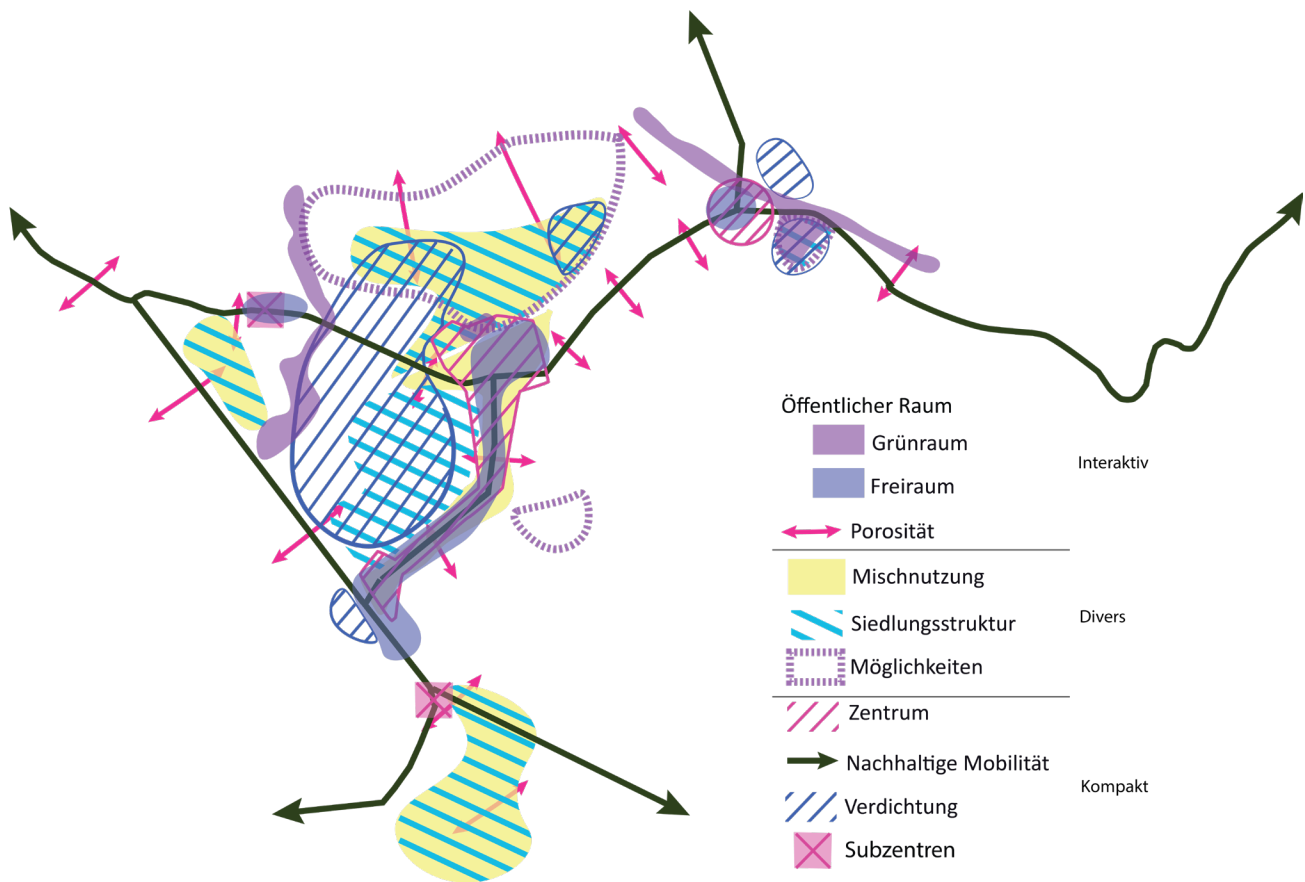 Öffentlicher Raum
Grünraum
Interaktiv
Freiraum
Porosität
Mischnutzung
Siedlungsstruktur
Divers
Möglichkeiten
Zentrum
Nachhaltige Mobilität
Kompakt
Verdichtung
Subzentren